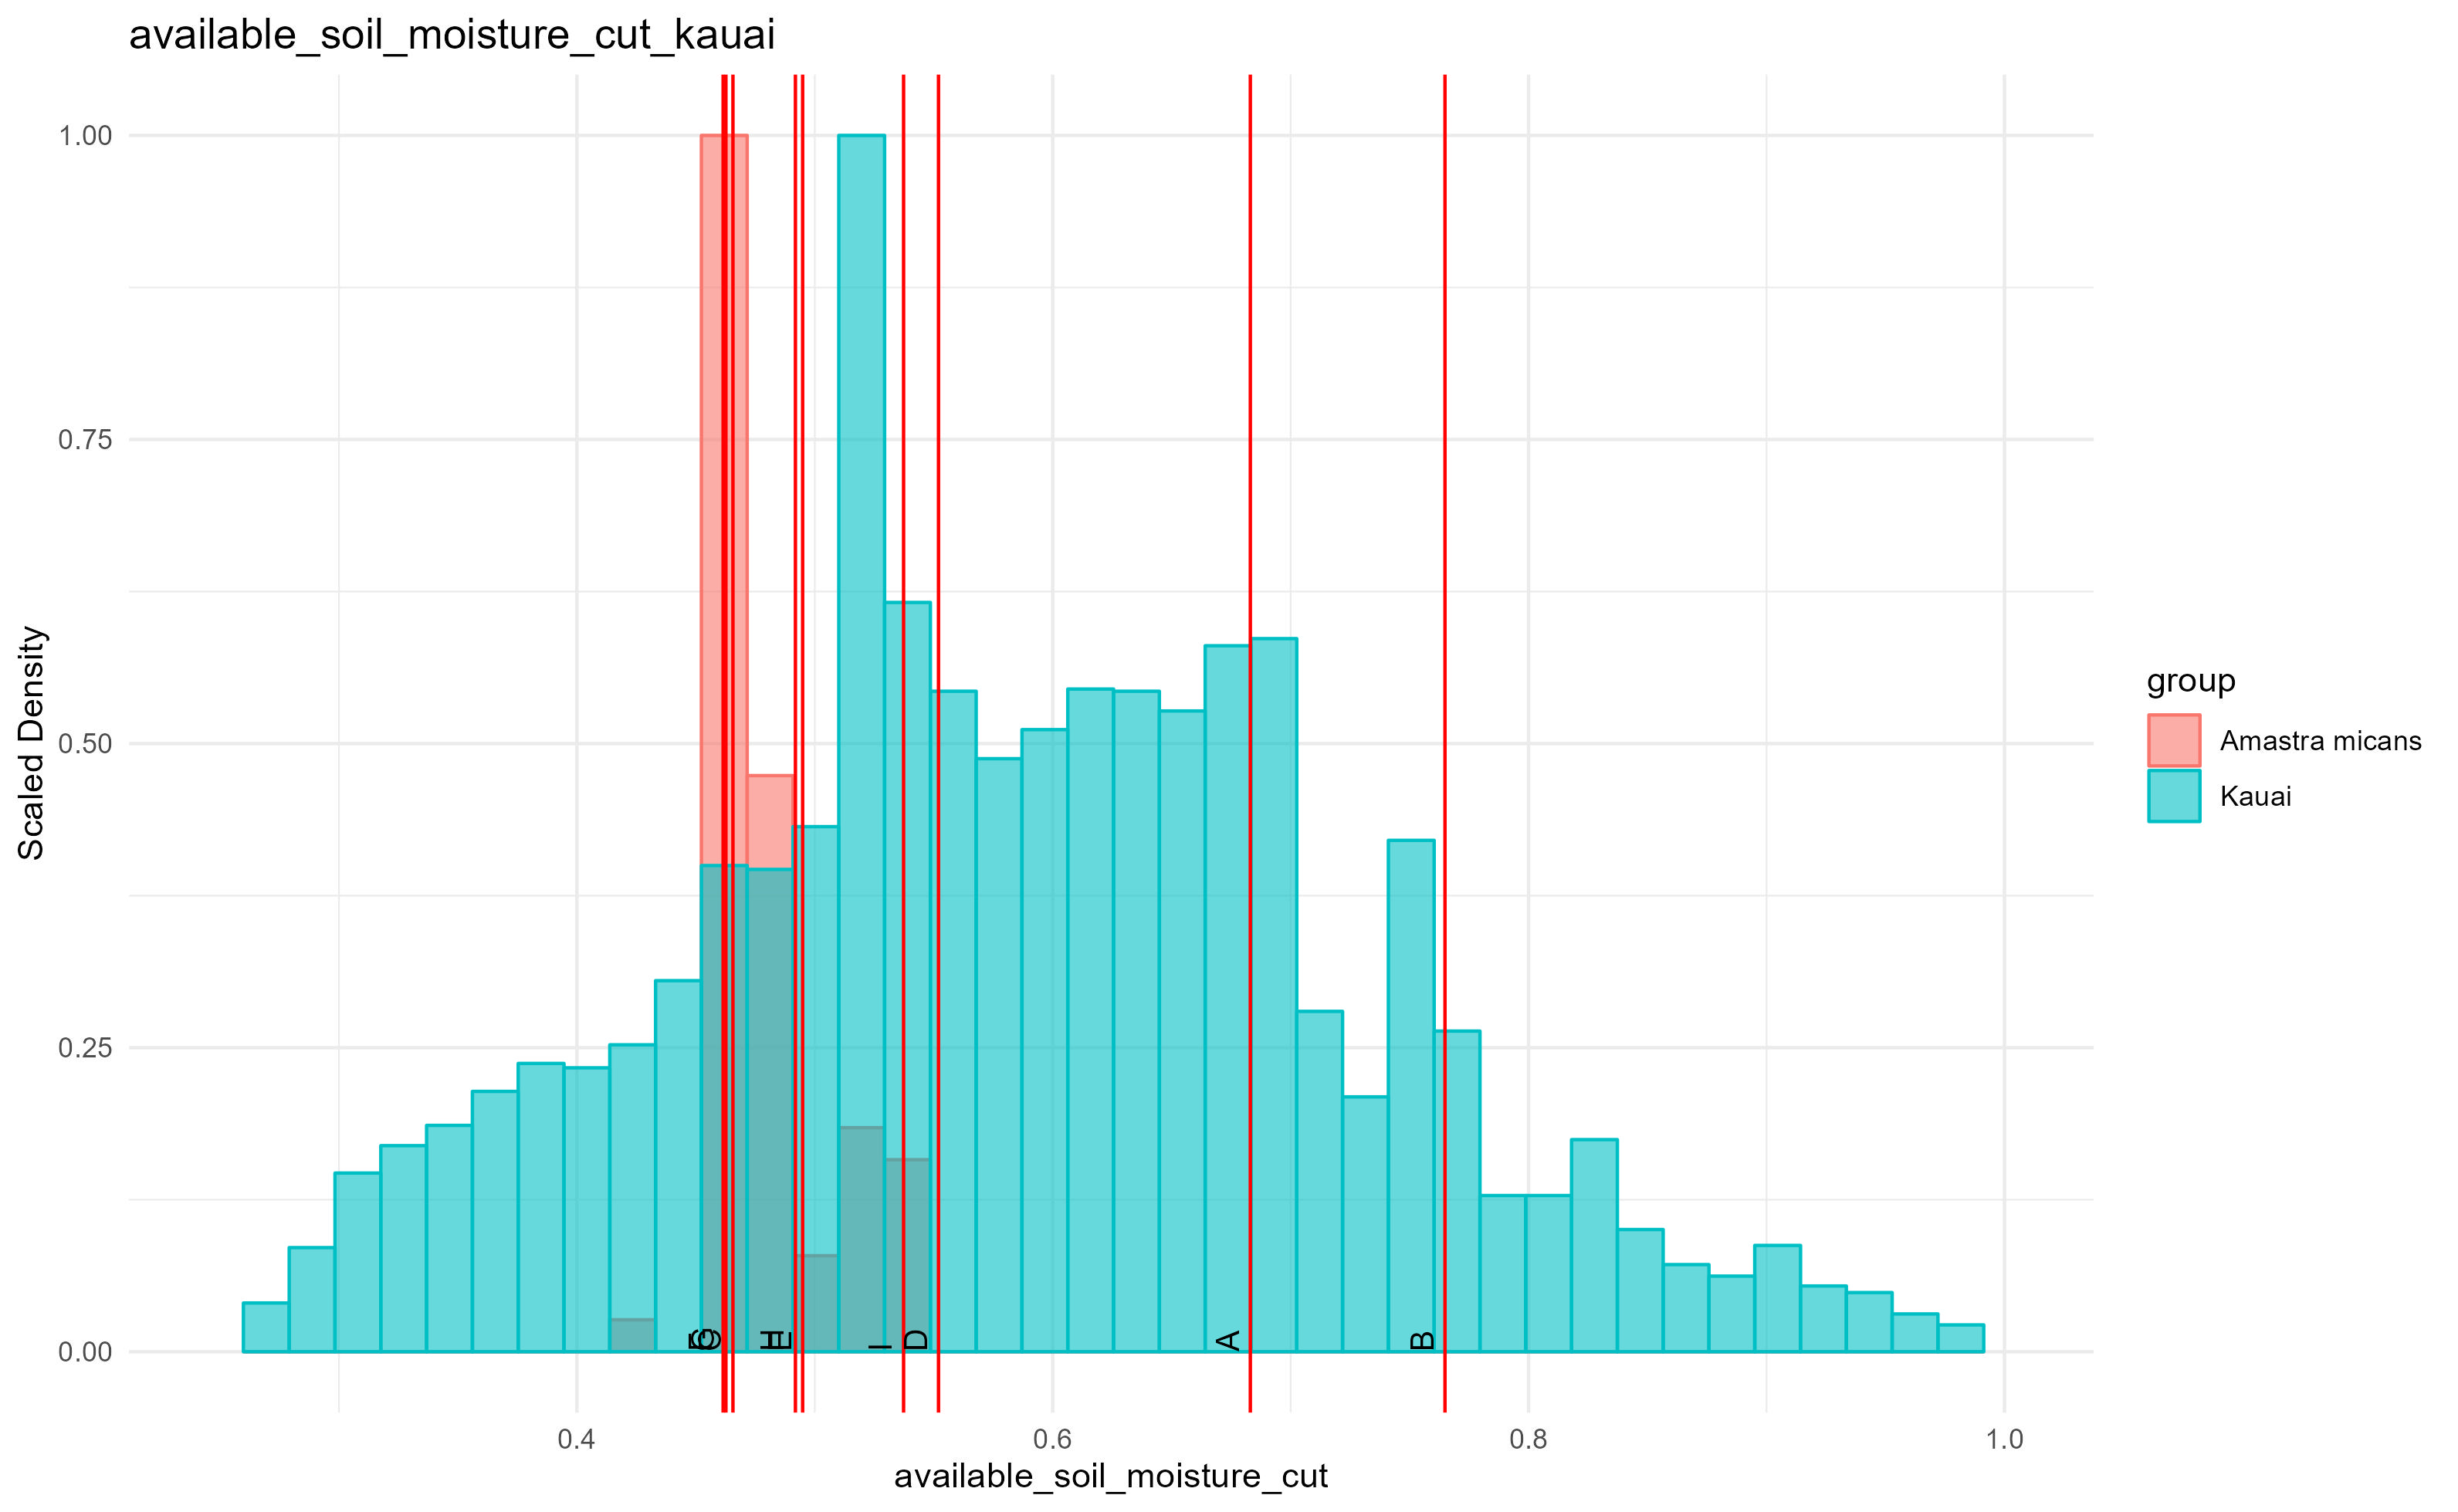 available_soil_moisture_cut_kauai
1.00
0.75
0.50
0.25
0.00
Scaled Density
G
I
D
A
B
0.4
0.6
0.8
1.0
available_soil_moisture_cut
group
Amastra micans
Kauai